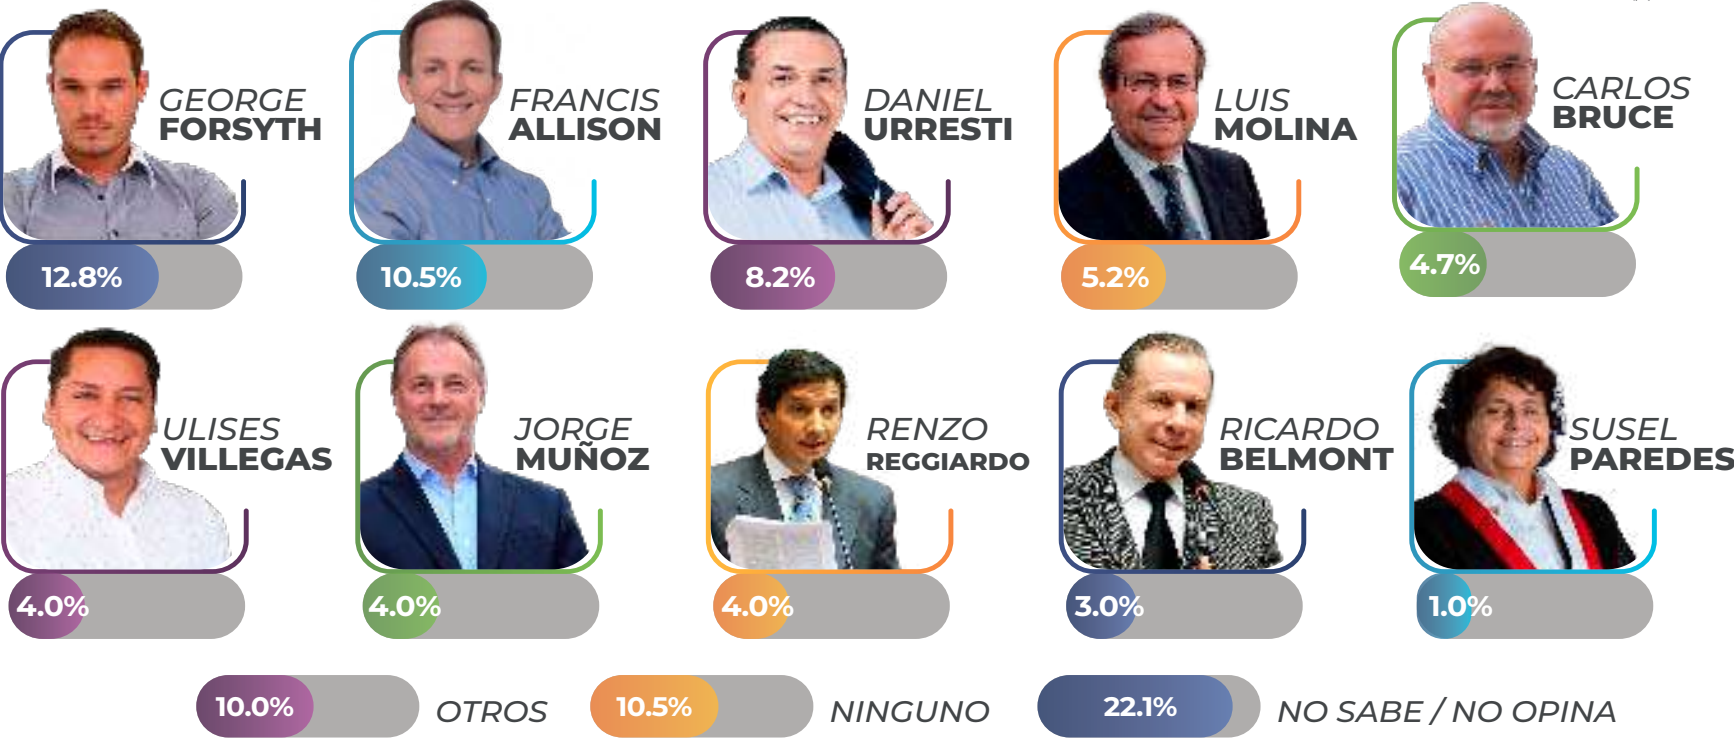 GEORGE
FORSYTH
12.8%
FRANCIS
ALLISON
10.5%
DANIEL
URRESTI
8.2%
LUIS
MOLINA
5.2%
CARLOS
BRUCE
4.7%
ULISES
VILLEGAS
4.0%
JORGE
MUÑOZ
4.0%
RENZO
REGGIARDO
4.0%
RICARDO
BELMONT
3.0%
SUSEL
PAREDES
1.0%
10.0% OTROS
10.5% NINGUNO
22.1% NO SABE / NO OPINA